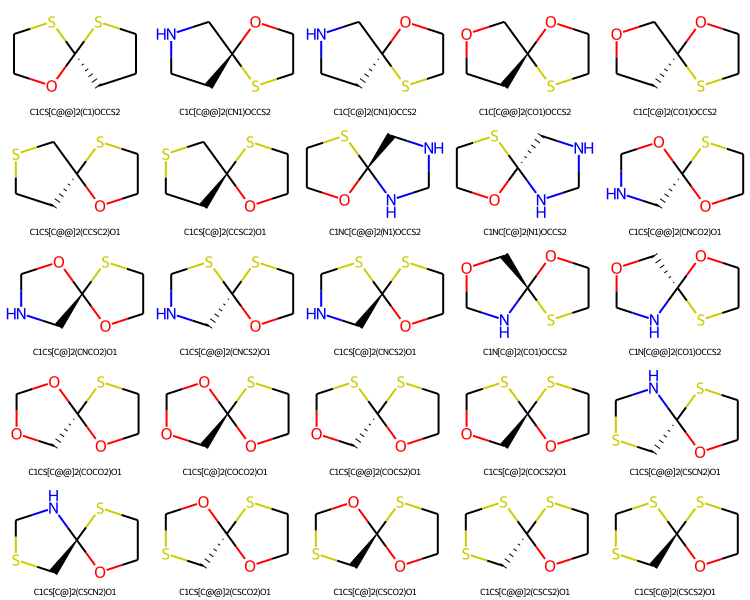 S S O O O O
HN HN O O
O S S S S
C1CS[C@@]2(C1)OCCS2 C1C[C@]2(CN1)OCCS2 C1C[C@@]2(CN1)OCCS2 C1C[C@]2(CO1)OCCS2 C1C[C@@]2(CO1)OCCS2
S S S S O S
S S NH NH
HN
O O O NH O NH O
C1CS[C@@]2(CCSC2)O1 C1CS[C@]2(CCSC2)O1 C1NC[C@@]2(N1)OCCS2 C1NC[C@]2(N1)OCCS2 C1CS[C@@]2(CNCO2)O1
O S S S S S O O
O O
HN O HN O HN O NH S NH S
C1CS[C@]2(CNCO2)O1 C1CS[C@@]2(CNCS2)O1 C1CS[C@]2(CNCS2)O1 C1N[C@]2(CO1)OCCS2 C1N[C@@]2(CO1)OCCS2
O S O S S S S S HN S
O O O O O O O O S O
C1CS[C@@]2(COCO2)O1 C1CS[C@]2(COCO2)O1 C1CS[C@@]2(COCS2)O1 C1CS[C@]2(COCS2)O1 C1CS[C@@]2(CSCN2)O1
HN S O S O S S S S S
S O S O S O S O S O
C1CS[C@]2(CSCN2)O1 C1CS[C@@]2(CSCO2)O1 C1CS[C@]2(CSCO2)O1 C1CS[C@@]2(CSCS2)O1 C1CS[C@]2(CSCS2)O1